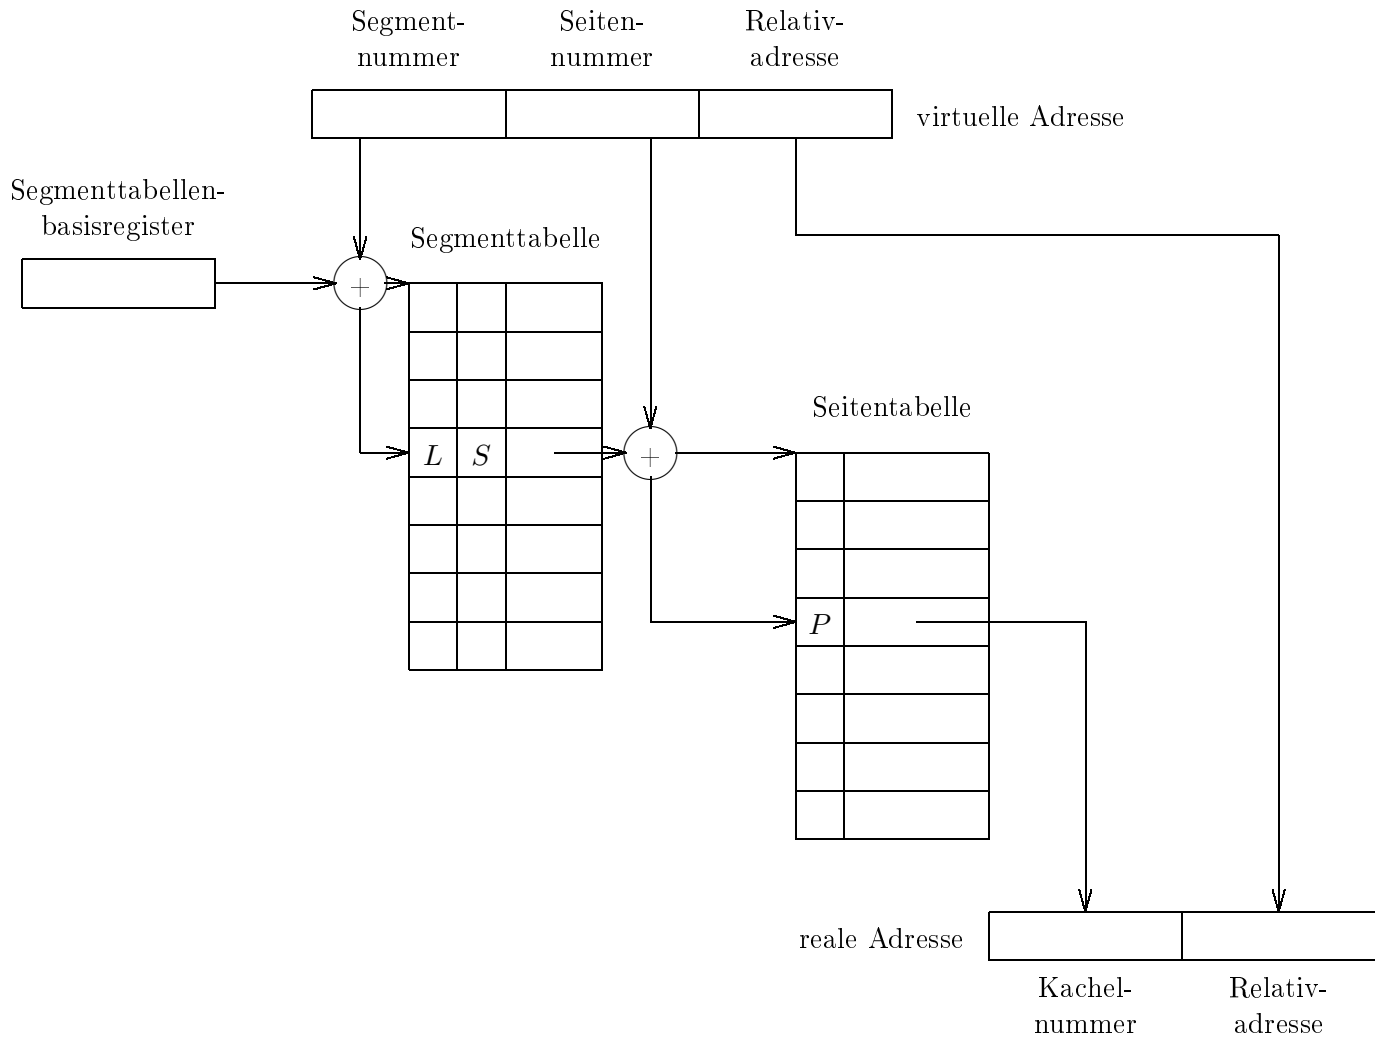 Segment-
nummer
Seiten-
nummer
Relativ-
adresse
virtuelle Adresse
Segmenttabellen-
basisregister
Segmenttabelle
+
Seitentabelle
L S
+
P
reale Adresse
Kachel-
nummer
Relativ-
adresse